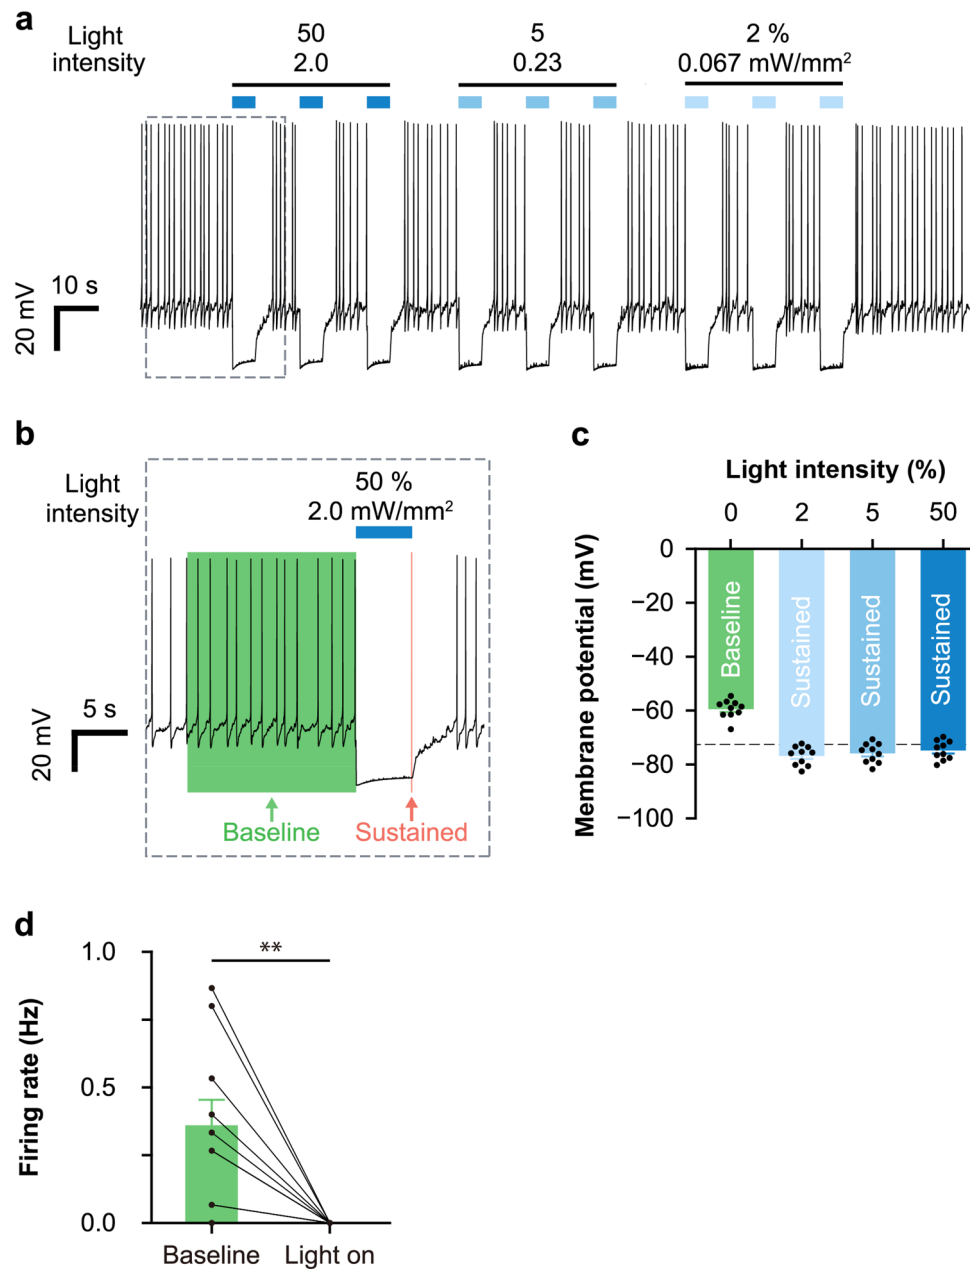 a
Light intensity
50 5 2 %
2.0 0.23 0.067 mW/mm²
10 s
20 mV
b
Light intensity
50 %
2.0 mW/mm²
5 s
20 mV
Baseline
Sustained
c
Light intensity (%)
0 2 5 50
Membrane potential (mV)
0
−20
−40
−60
−80
−100
Baseline
Sustained
Sustained
Sustained
d
**
Firing rate (Hz)
1.0
0.5
0.0
Baseline Light on